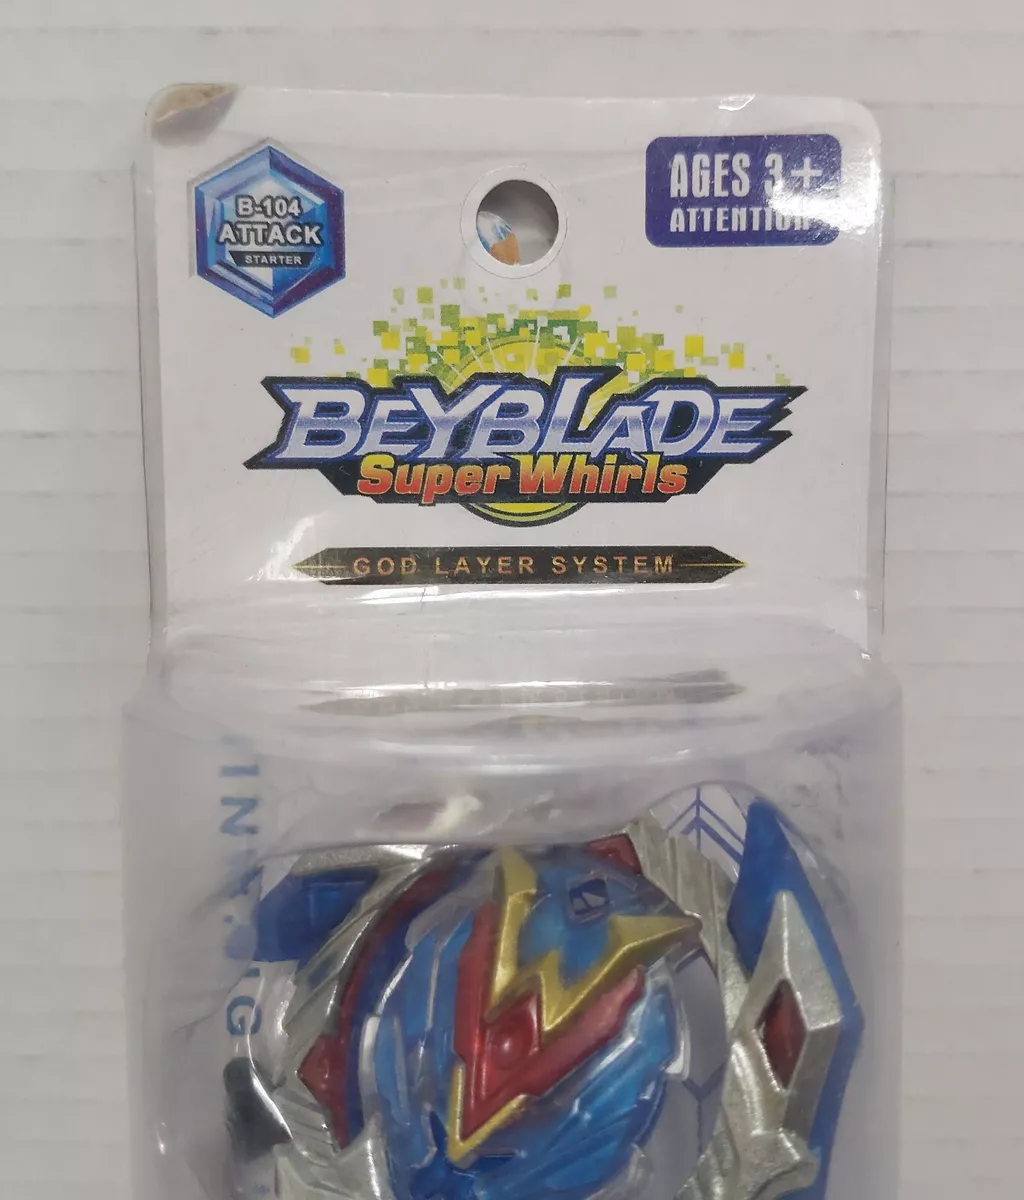 B-104
ATTACK
STARTER
AGES 3+
ATTENTION
BEYBLADE
Super Whirls
GOD LAYER SYSTEM